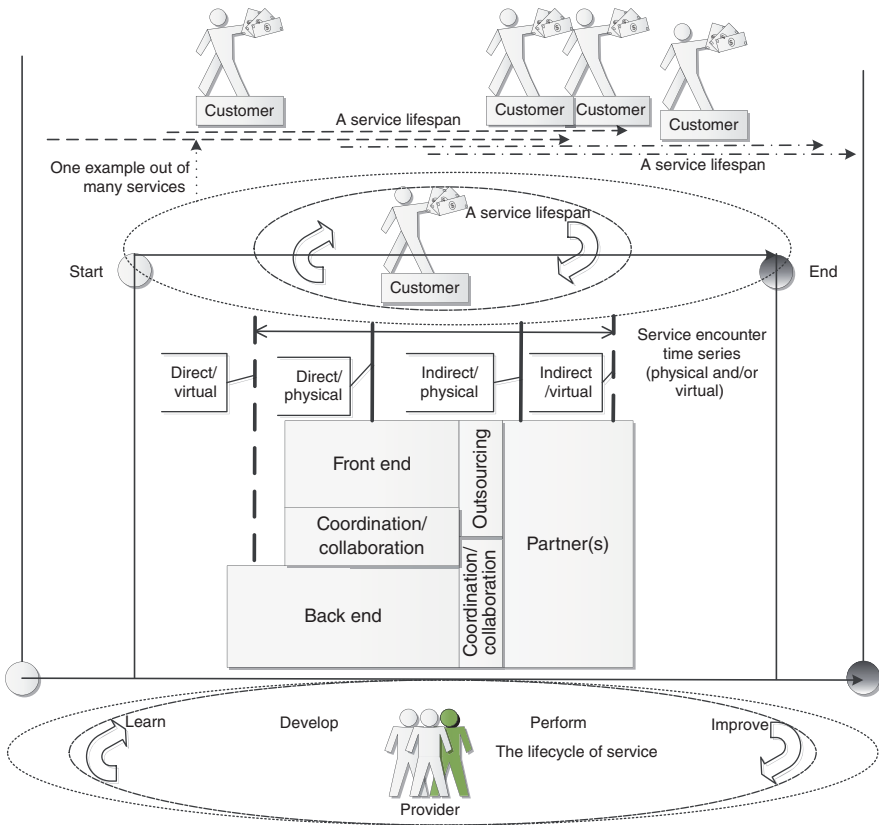 Customer
Customer
Customer
Customer
A service lifespan
A service lifespan
One example out of
many services
A service lifespan
Customer
Start
End
Service encounter
time series
(physical and/or
virtual)
Direct/
virtual
Direct/
physical
Indirect/
physical
Indirect
/virtual
Front end
Outsourcing
Coordination/
collaboration
Partner(s)
Back end
Coordination/
collaboration
Learn
Develop
Perform
Improve
The lifecycle of service
Provider